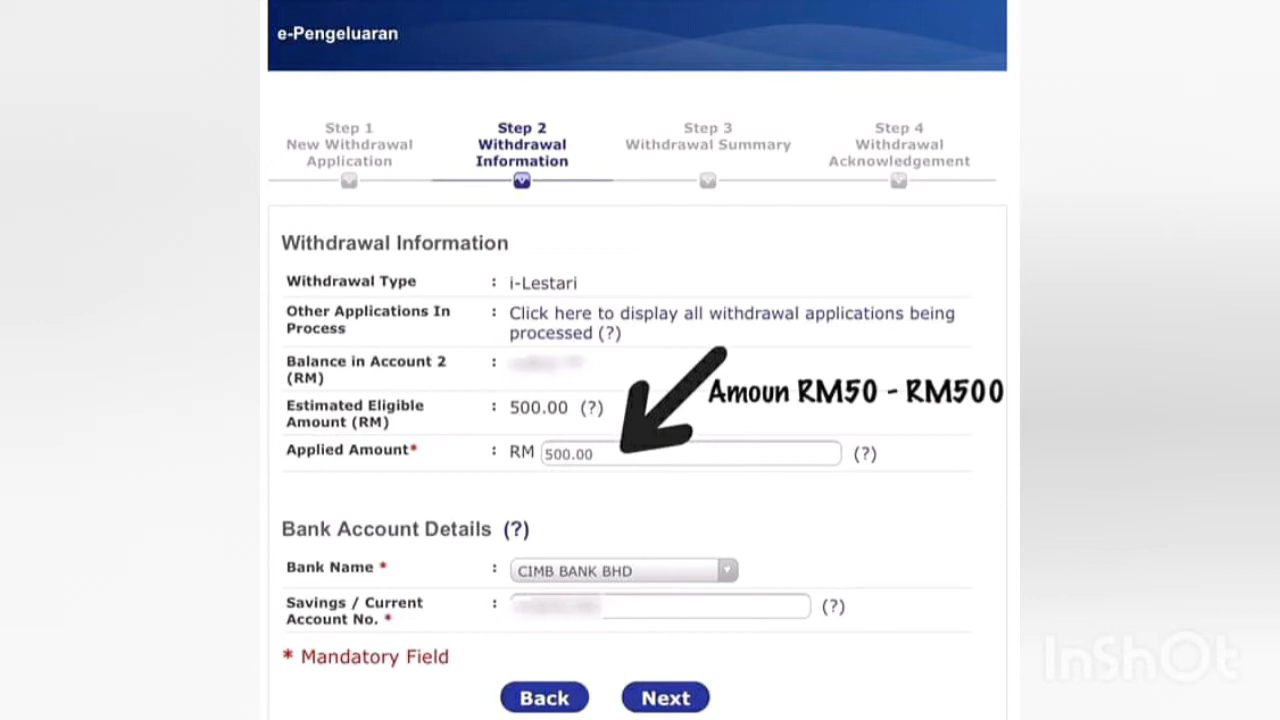 e-Pengeluaran
Step 1
New Withdrawal
Application
Step 2
Withdrawal
Information
Step 3
Withdrawal Summary
Step 4
Withdrawal
Acknowledgement
Withdrawal Information
Withdrawal Type : i-Lestari
Other Applications In
Process : Click here to display all withdrawal applications being
processed (?)
Balance in Account 2
(RM) :
Amoun RM50 - RM500
Estimated Eligible
Amount (RM) : 500.00 (?)
Applied Amount* : RM 500.00 (?)
Bank Account Details (?)
Bank Name * : CIMB BANK BHD
Savings / Current
Account No. * : (?)
* Mandatory Field
Back Next
InShOt